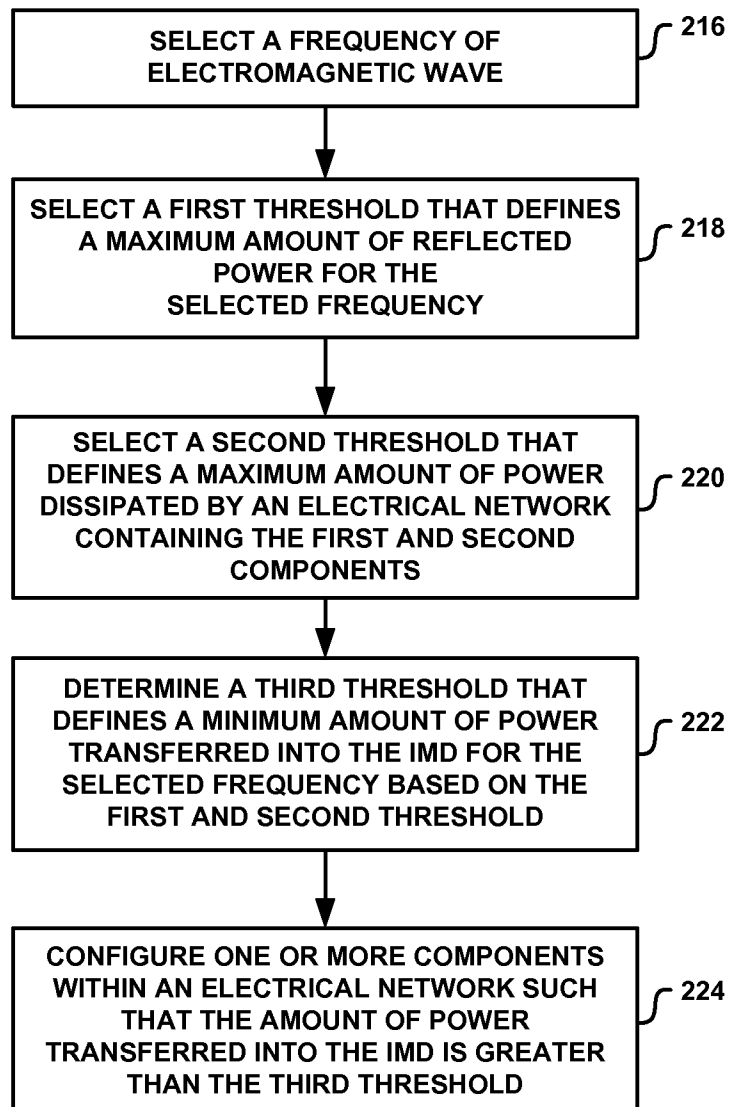 SELECT A FREQUENCY OF
ELECTROMAGNETIC WAVE
216
SELECT A FIRST THRESHOLD THAT DEFINES
A MAXIMUM AMOUNT OF REFLECTED
POWER FOR THE
SELECTED FREQUENCY
218
SELECT A SECOND THRESHOLD THAT
DEFINES A MAXIMUM AMOUNT OF POWER
DISSIPATED BY AN ELECTRICAL NETWORK
CONTAINING THE FIRST AND SECOND
COMPONENTS
220
DETERMINE A THIRD THRESHOLD THAT
DEFINES A MINIMUM AMOUNT OF POWER
TRANSFERRED INTO THE IMD FOR THE
SELECTED FREQUENCY BASED ON THE
FIRST AND SECOND THRESHOLD
222
CONFIGURE ONE OR MORE COMPONENTS
WITHIN AN ELECTRICAL NETWORK SUCH
THAT THE AMOUNT OF POWER
TRANSFERRED INTO THE IMD IS GREATER
THAN THE THIRD THRESHOLD
224